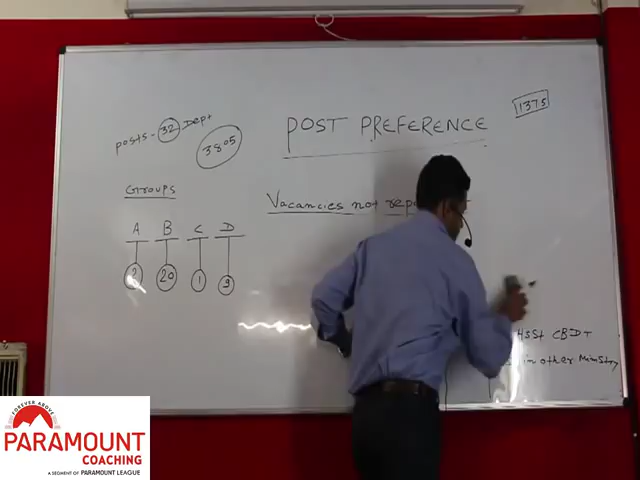 1375
Posts - 32 Dept
3805
POST PREFERENCE
GROUPS
Vacancies not
A B C D
2 20 1 9
CBDT
in other Ministry
FOREVER ABOVE
PARAMOUNT
COACHING
A SEGMENT OF PARAMOUNT LEAGUE